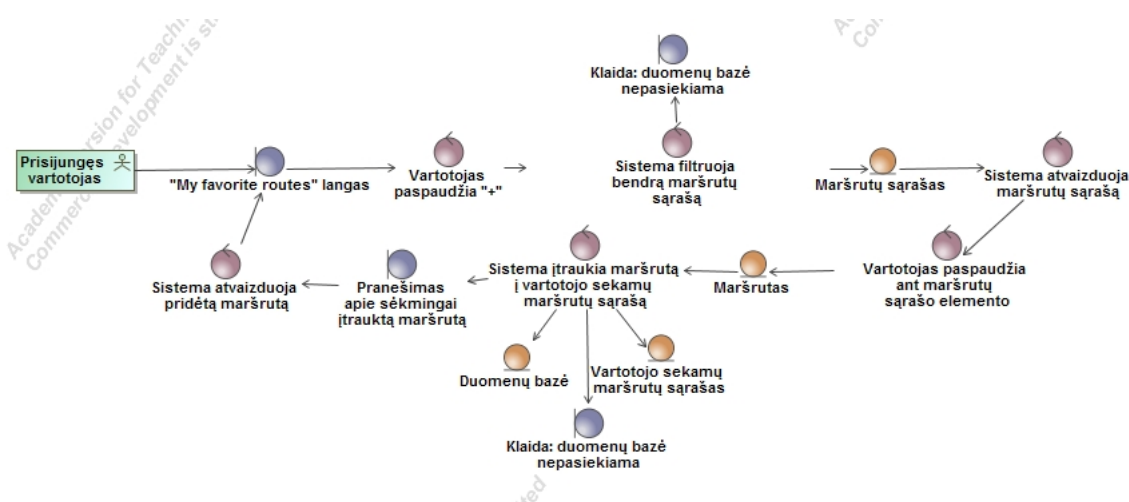 Klaida: duomenų bazė
nepasiekiama
Prisijungęs
vartotojas
"My favorite routes" langas
Vartotojas
paspaudžia "+"
Sistema filtruoja
bendrą maršrutų
sąrašą
Maršrutų sąrašas
Sistema atvaizduoja
maršrutų sąrašą
Sistema atvaizduoja
pridėtą maršrutą
Pranešimas
apie sėkmingai
įtrauktą maršrutą
Sistema įtraukia maršrutą
į vartotojo sekamų
maršrutų sąrašą
Maršrutas
Vartotojas paspaudžia
ant maršrutų
sąrašo elemento
Duomenų bazė
Vartotojo sekamų
maršrutų sąrašas
Klaida: duomenų bazė
nepasiekiama